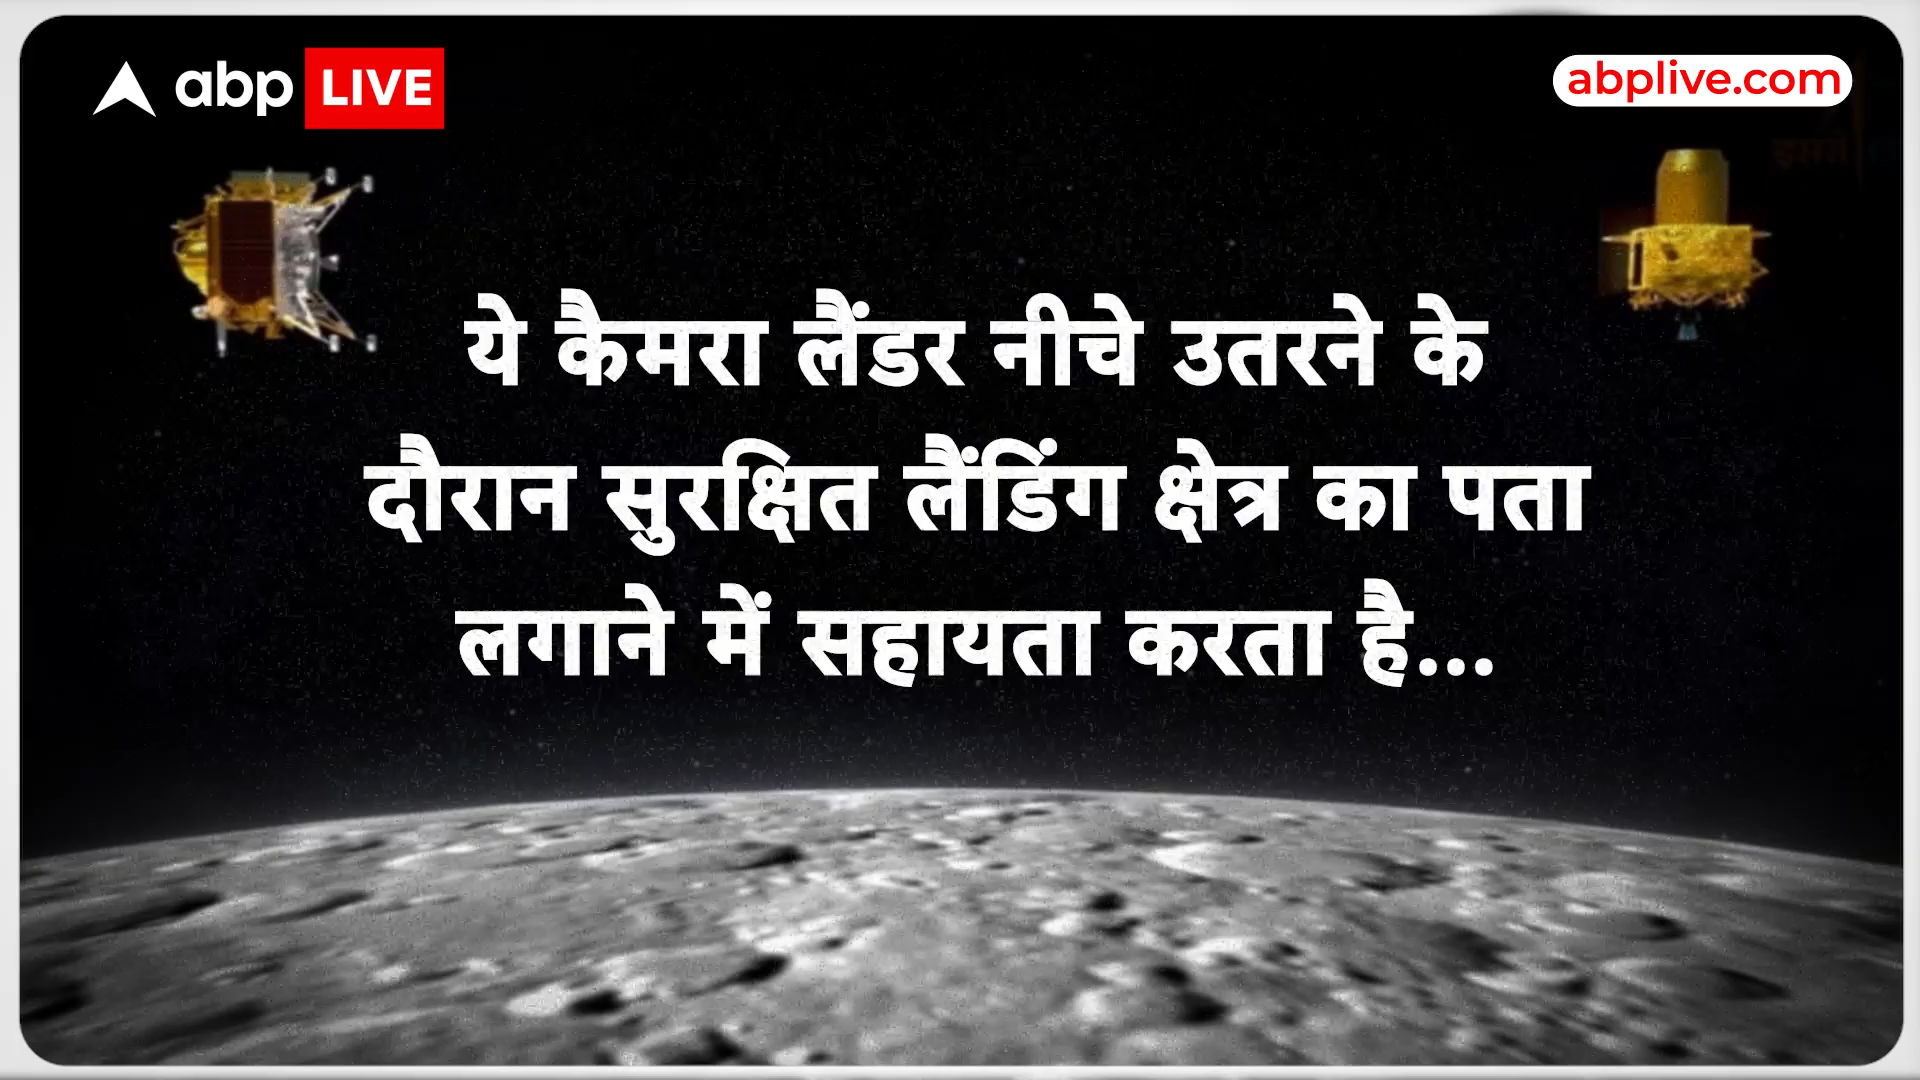 abp LIVE
abplive.com
ये कैमरा लैंडर नीचे उतरने के
दौरान सुरक्षित लैंडिंग क्षेत्र का पता
लगाने में सहायता करता है...